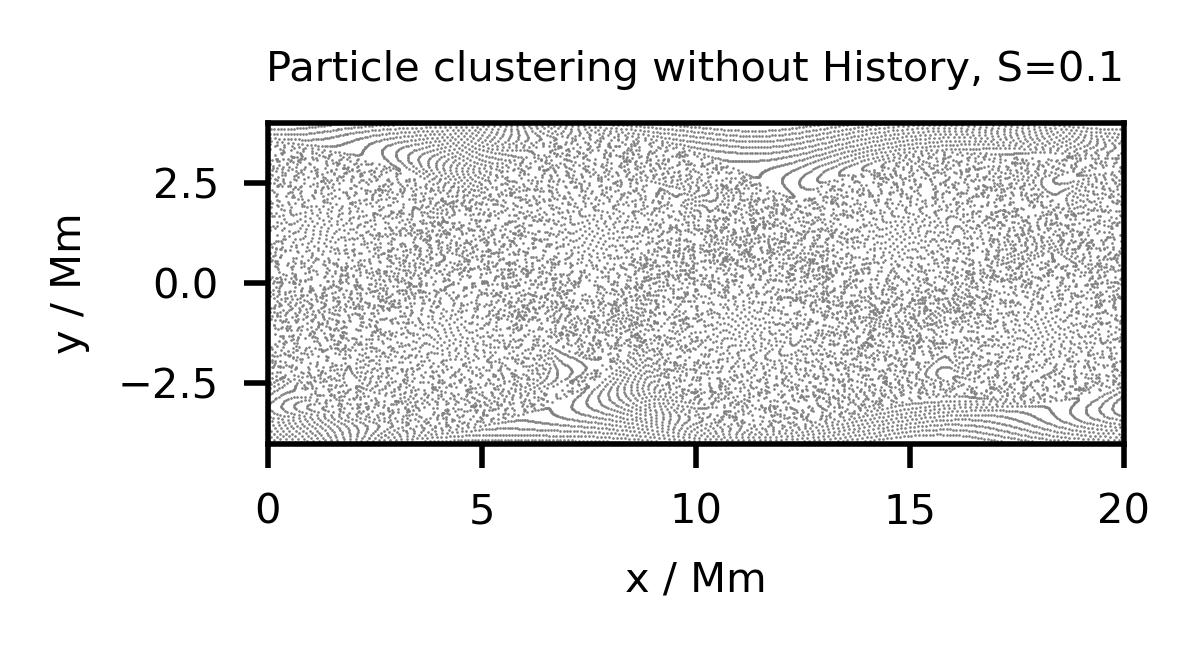 Particle clustering without History, S=0.1
y / Mm
2.5
0.0
−2.5
0 5 10 15 20
x / Mm